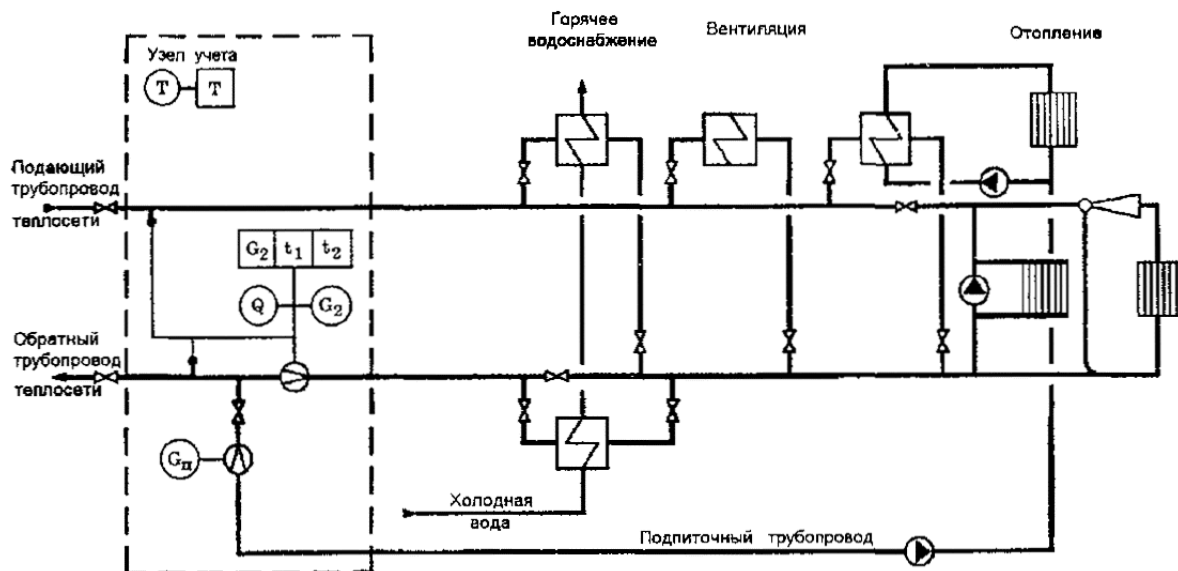 Горячее
водоснабжение
Вентиляция
Отопление
Узел учета
T T
Подающий
трубопровод
теплосети
G2 t1 t2
Q G2
Обратный
трубопровод
теплосети
Gп
Холодная
вода
Подпиточный трубопровод